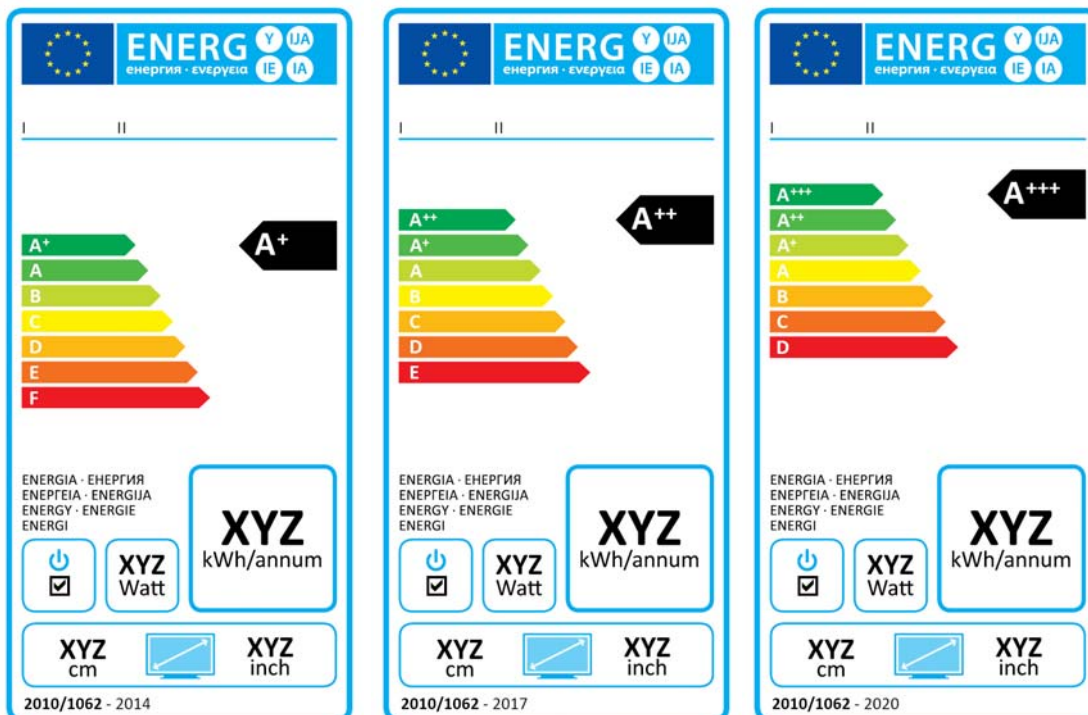 ENERG Y IJA
енергия · ενεργεια IE IA
I II
A+
A+
A
B
C
D
E
F
ENERGIA · ЕНЕРГИЯ
ΕΝΕΡΓΕΙΑ · ENERGIJA
ENERGY · ENERGIE
ENERGI
XYZ
kWh/annum
XYZ
Watt
XYZ
cm
XYZ
inch
2010/1062 - 2014
ENERG Y IJA
енергия · ενεργεια IE IA
I II
A++
A++
A+
A
B
C
D
E
ENERGIA · ЕНЕРГИЯ
ΕΝΕΡΓΕΙΑ · ENERGIJA
ENERGY · ENERGIE
ENERGI
XYZ
kWh/annum
XYZ
Watt
XYZ
cm
XYZ
inch
2010/1062 - 2017
ENERG Y IJA
енергия · ενεργεια IE IA
I II
A+++
A+++
A++
A+
A
B
C
D
ENERGIA · ЕНЕРГИЯ
ΕΝΕΡΓΕΙΑ · ENERGIJA
ENERGY · ENERGIE
ENERGI
XYZ
kWh/annum
XYZ
Watt
XYZ
cm
XYZ
inch
2010/1062 - 2020